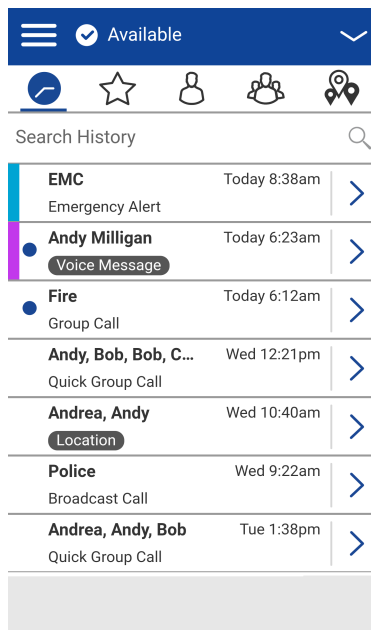 Available
Search History
EMC Today 8:38am
Emergency Alert
Andy Milligan Today 6:23am
Voice Message
Fire Today 6:12am
Group Call
Andy, Bob, Bob, C... Wed 12:21pm
Quick Group Call
Andrea, Andy Wed 10:40am
Location
Police Wed 9:22am
Broadcast Call
Andrea, Andy, Bob Tue 1:38pm
Quick Group Call